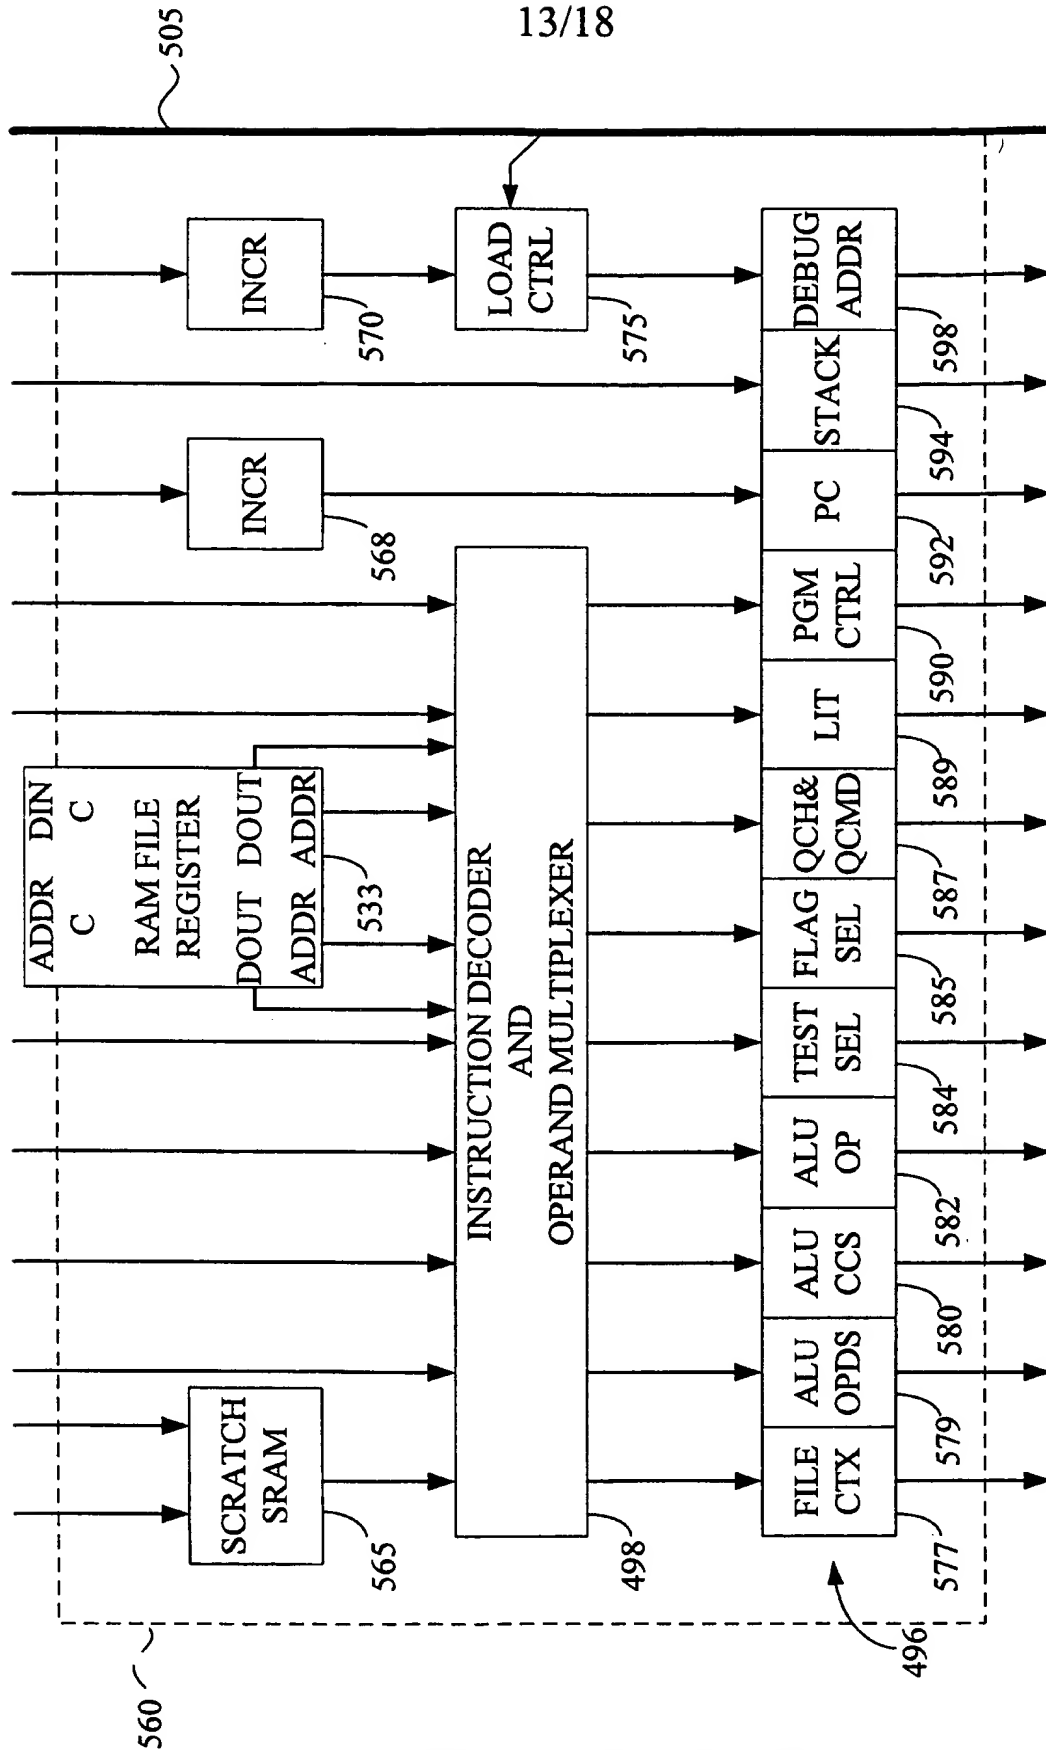 13/18
505
560
ADDR DIN
C C
RAM FILE
REGISTER
DOUT DOUT
ADDR ADDR
533
SCRATCH
SRAM
565
INCR
568
INCR
570
INSTRUCTION DECODER
AND
OPERAND MULTIPLEXER
498
LOAD
CTRL
575
496
FILE
CTX
577
ALU
OPDS
579
ALU
CCS
580
ALU
OP
582
TEST
SEL
584
FLAG
SEL
585
QCH&
QCMD
587
LIT
589
PGM
CTRL
590
PC
592
STACK
594
DEBUG
ADDR
598